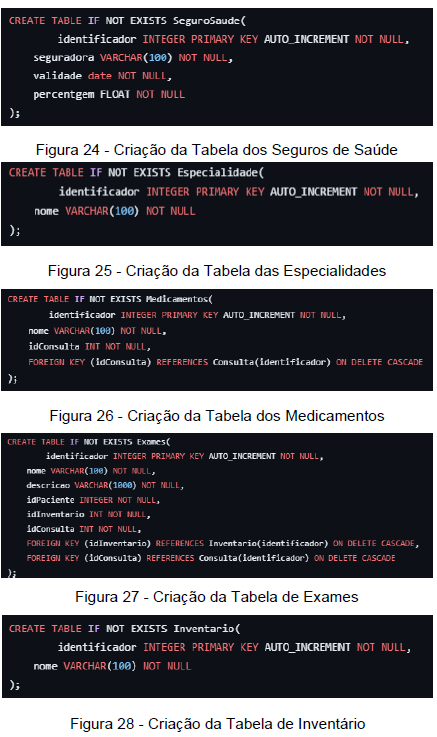 CREATE TABLE IF NOT EXISTS SeguroSaude(
identificador INTEGER PRIMARY KEY AUTO_INCREMENT NOT NULL,
seguradora VARCHAR(100) NOT NULL,
validade date NOT NULL,
percentgem FLOAT NOT NULL
);
Figura 24 - Criação da Tabela dos Seguros de Saúde
CREATE TABLE IF NOT EXISTS Especialidade(
identificador INTEGER PRIMARY KEY AUTO_INCREMENT NOT NULL,
nome VARCHAR(100) NOT NULL
);
Figura 25 - Criação da Tabela das Especialidades
CREATE TABLE IF NOT EXISTS Medicamentos(
identificador INTEGER PRIMARY KEY AUTO_INCREMENT NOT NULL,
nome VARCHAR(100) NOT NULL,
idConsulta INT NOT NULL,
FOREIGN KEY (idConsulta) REFERENCES Consulta(identificador) ON DELETE CASCADE
);
Figura 26 - Criação da Tabela dos Medicamentos
CREATE TABLE IF NOT EXISTS Exames(
identificador INTEGER PRIMARY KEY AUTO_INCREMENT NOT NULL,
nome VARCHAR(100) NOT NULL,
descricao VARCHAR(1000) NOT NULL,
idPaciente INTEGER NOT NULL,
idInventario INT NOT NULL,
idConsulta INT NOT NULL,
FOREIGN KEY (idInventario) REFERENCES Inventario(identificador) ON DELETE CASCADE,
FOREIGN KEY (idConsulta) REFERENCES Consulta(identificador) ON DELETE CASCADE
);
Figura 27 - Criação da Tabela de Exames
CREATE TABLE IF NOT EXISTS Inventario(
identificador INTEGER PRIMARY KEY AUTO_INCREMENT NOT NULL,
nome VARCHAR(100) NOT NULL
);
Figura 28 - Criação da Tabela de Inventário